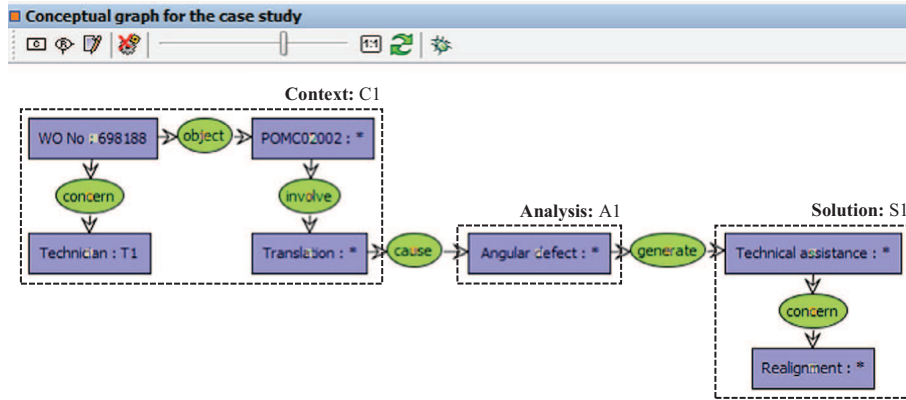 Conceptual graph for the case study
C R 1:1
Context: C1
WO No : 698188 object POMC02002 : *
concern involve
Analysis: A1 Solution: S1
Technician : T1 Translation : * cause Angular defect : * generate Technical assistance : *
concern
Realignment : *